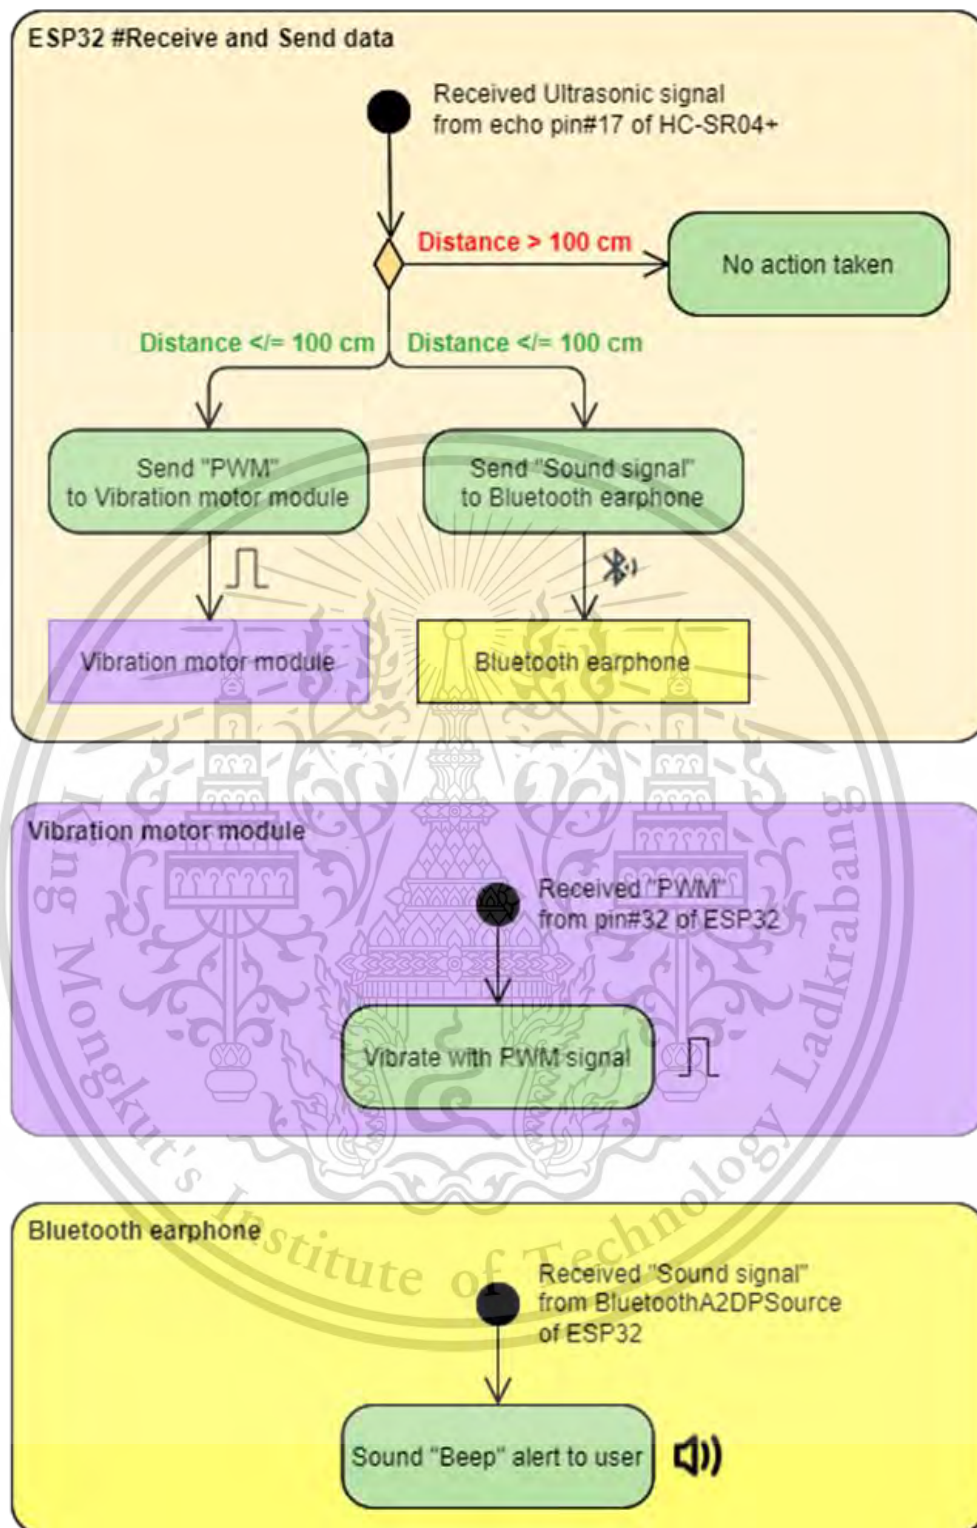 ESP32 #Receive and Send data
Received Ultrasonic signal
from echo pin#17 of HC-SR04+
Distance > 100 cm
No action taken
Distance </= 100 cm
Distance </= 100 cm
Send "PWM"
to Vibration motor module
Send "Sound signal"
to Bluetooth earphone
Vibration motor module
Bluetooth earphone
Vibration motor module
Received "PWM"
from pin#32 of ESP32
Vibrate with PWM signal
Bluetooth earphone
Received "Sound signal"
from BluetoothA2DPSource
of ESP32
Sound "Beep" alert to user
King Mongkut's Institute of Technology Ladkrabang